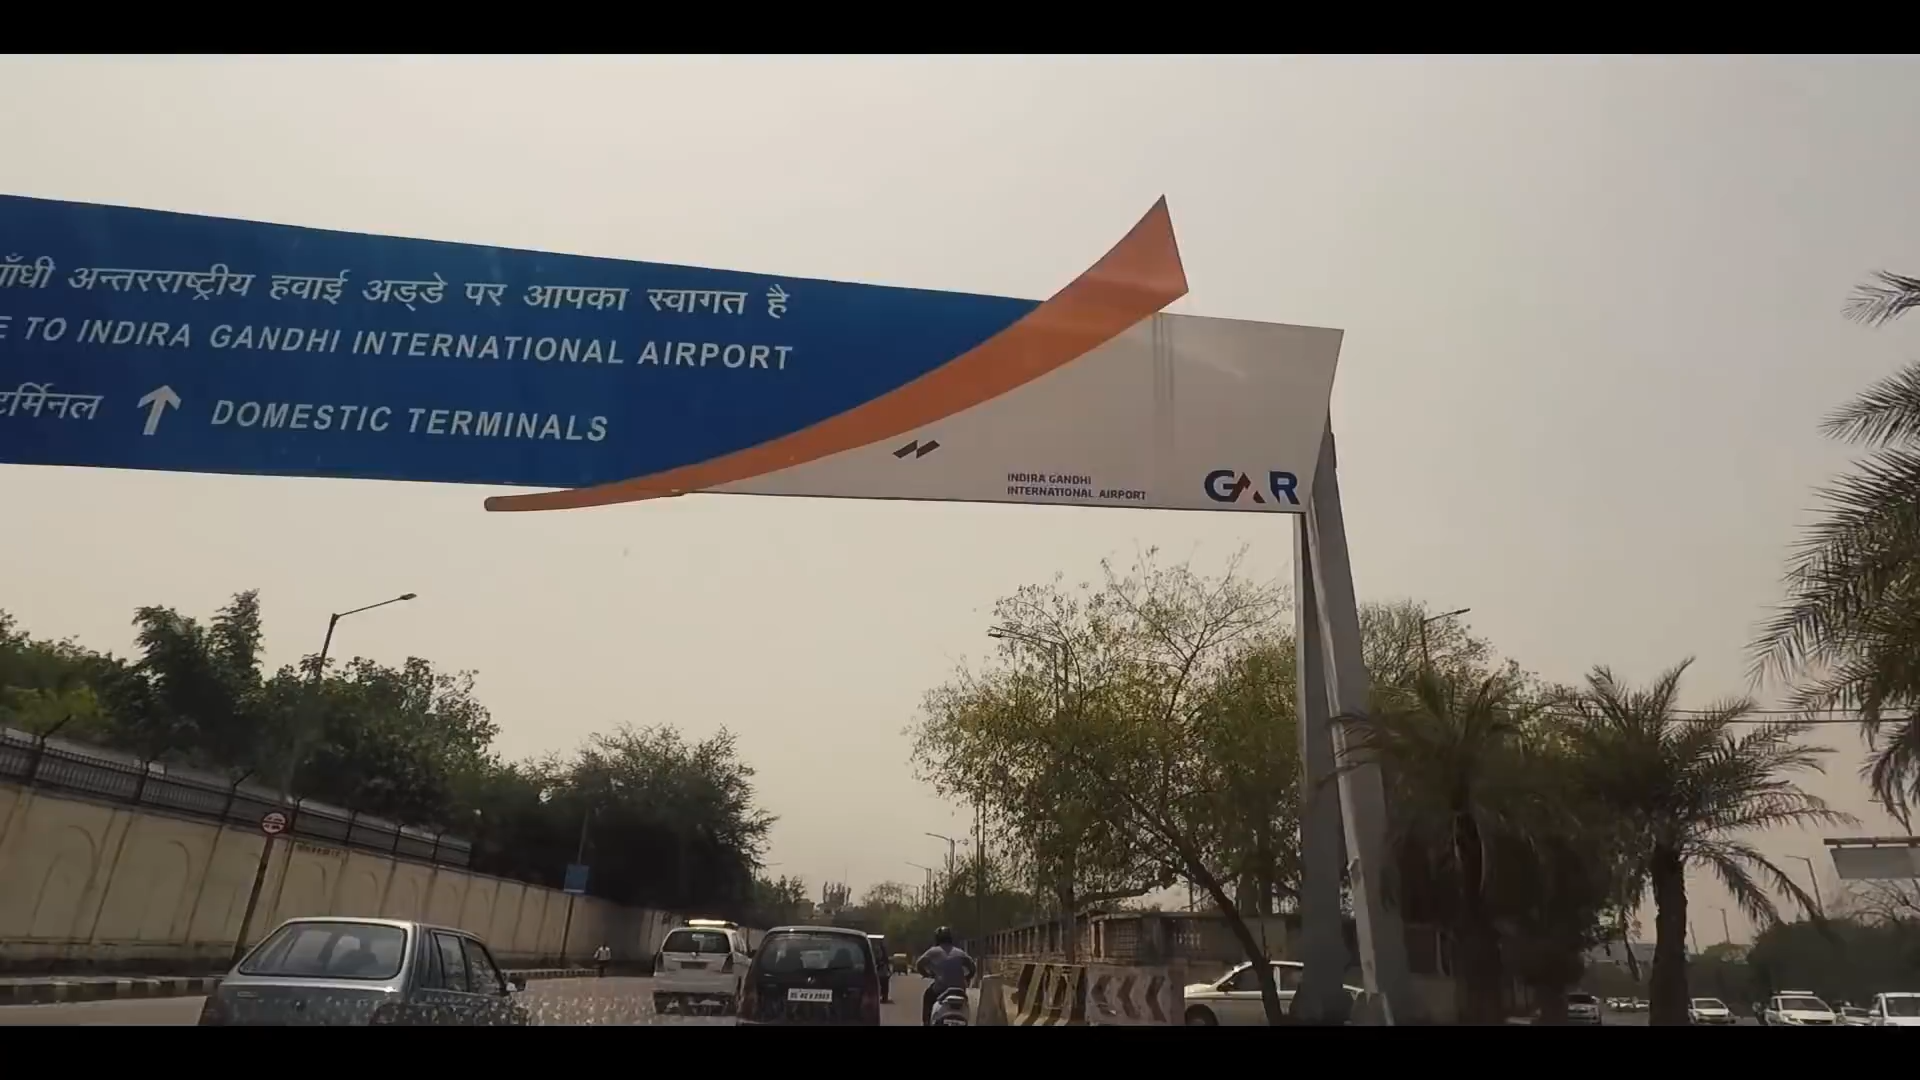 अन्तरराष्ट्रीय हवाई अड्डे पर आपका स्वागत है
TO INDIRA GANDHI INTERNATIONAL AIRPORT
टर्मिनल ↑ DOMESTIC TERMINALS
INDIRA GANDHI
INTERNATIONAL AIRPORT
GMR